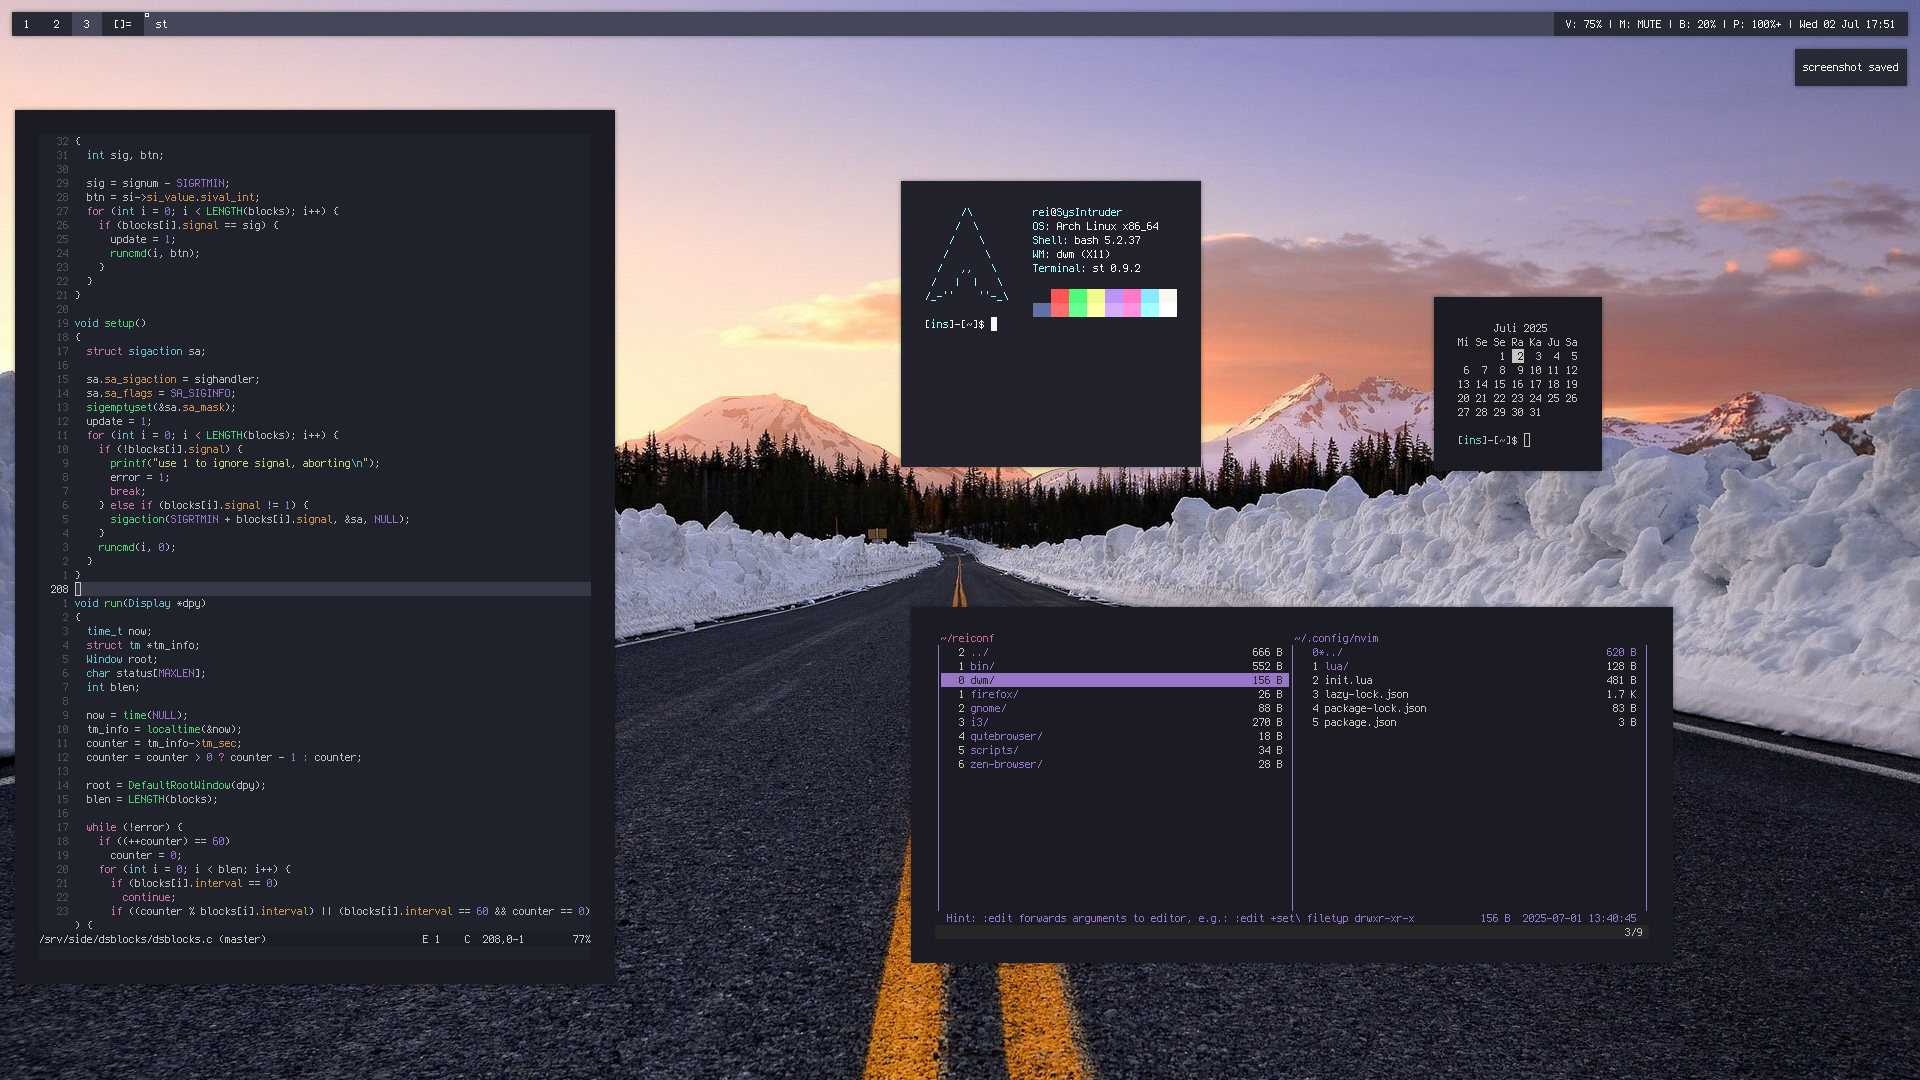 1 2 3 []= st
V: 75% | M: MUTE | B: 20% | P: 100%+ | Wed 02 Jul 17:51
screenshot saved
32 {
31   int sig, btn;
30
29   sig = signum - SIGRTMIN;
28   btn = si->si_value.sival_int;
27   for (int i = 0; i < LENGTH(blocks); i++) {
26     if (blocks[i].signal == sig) {
25       update = 1;
24       runcmd(i, btn);
23     }
22   }
21 }
20
19 void setup()
18 {
17   struct sigaction sa;
16
15   sa.sa_sigaction = sighandler;
14   sa.sa_flags = SA_SIGINFO;
13   sigemptyset(&sa.sa_mask);
12   update = 1;
11   for (int i = 0; i < LENGTH(blocks); i++) {
10     if (!blocks[i].signal) {
9       printf("use 1 to ignore signal, aborting\n");
8       error = 1;
7       break;
6     } else if (blocks[i].signal != 1) {
5       sigaction(SIGRTMIN + blocks[i].signal, &sa, NULL);
4     }
3     runcmd(i, 0);
2   }
1 }
208
1 void run(Display *dpy)
2 {
3   time_t now;
4   struct tm *tm_info;
5   Window root;
6   char status[MAXLEN];
7   int blen;
8
9   now = time(NULL);
10   tm_info = localtime(&now);
11   counter = tm_info->tm_sec;
12   counter = counter > 0 ? counter - 1 : counter;
13
14   root = DefaultRootWindow(dpy);
15   blen = LENGTH(blocks);
16
17   while (!error) {
18     if ((++counter) == 60)
19       counter = 0;
20     for (int i = 0; i < blen; i++) {
21       if (blocks[i].interval == 0)
22         continue;
23       if ((counter % blocks[i].interval) || (blocks[i].interval == 60 && counter == 0)
) {
/srv/side/dsblocks/dsblocks.c (master) E 1 C 208,0-1 77%
rei@SysIntruder
OS: Arch Linux x86_64
Shell: bash 5.2.37
WM: dwm (X11)
Terminal: st 0.9.2
[ins]-[~]$
Juli 2025
Mi Se Se Ra Ka Ju Sa
1 2 3 4 5
6 7 8 9 10 11 12
13 14 15 16 17 18 19
20 21 22 23 24 25 26
27 28 29 30 31
[ins]-[~]$
~/reiconf
2 ../ 666 B
1 bin/ 552 B
0 dwm/ 156 B
1 firefox/ 26 B
2 gnome/ 88 B
3 i3/ 270 B
4 qutebrowser/ 18 B
5 scripts/ 34 B
6 zen-browser/ 28 B
~/.config/nvim
0*../ 620 B
1 lua/ 128 B
2 init.lua 481 B
3 lazy-lock.json 1.7 K
4 package-lock.json 83 B
5 package.json 3 B
Hint: :edit forwards arguments to editor, e.g.: :edit +set\ filetyp drwxr-xr-x 156 B 2025-07-01 13:40:45
3/9